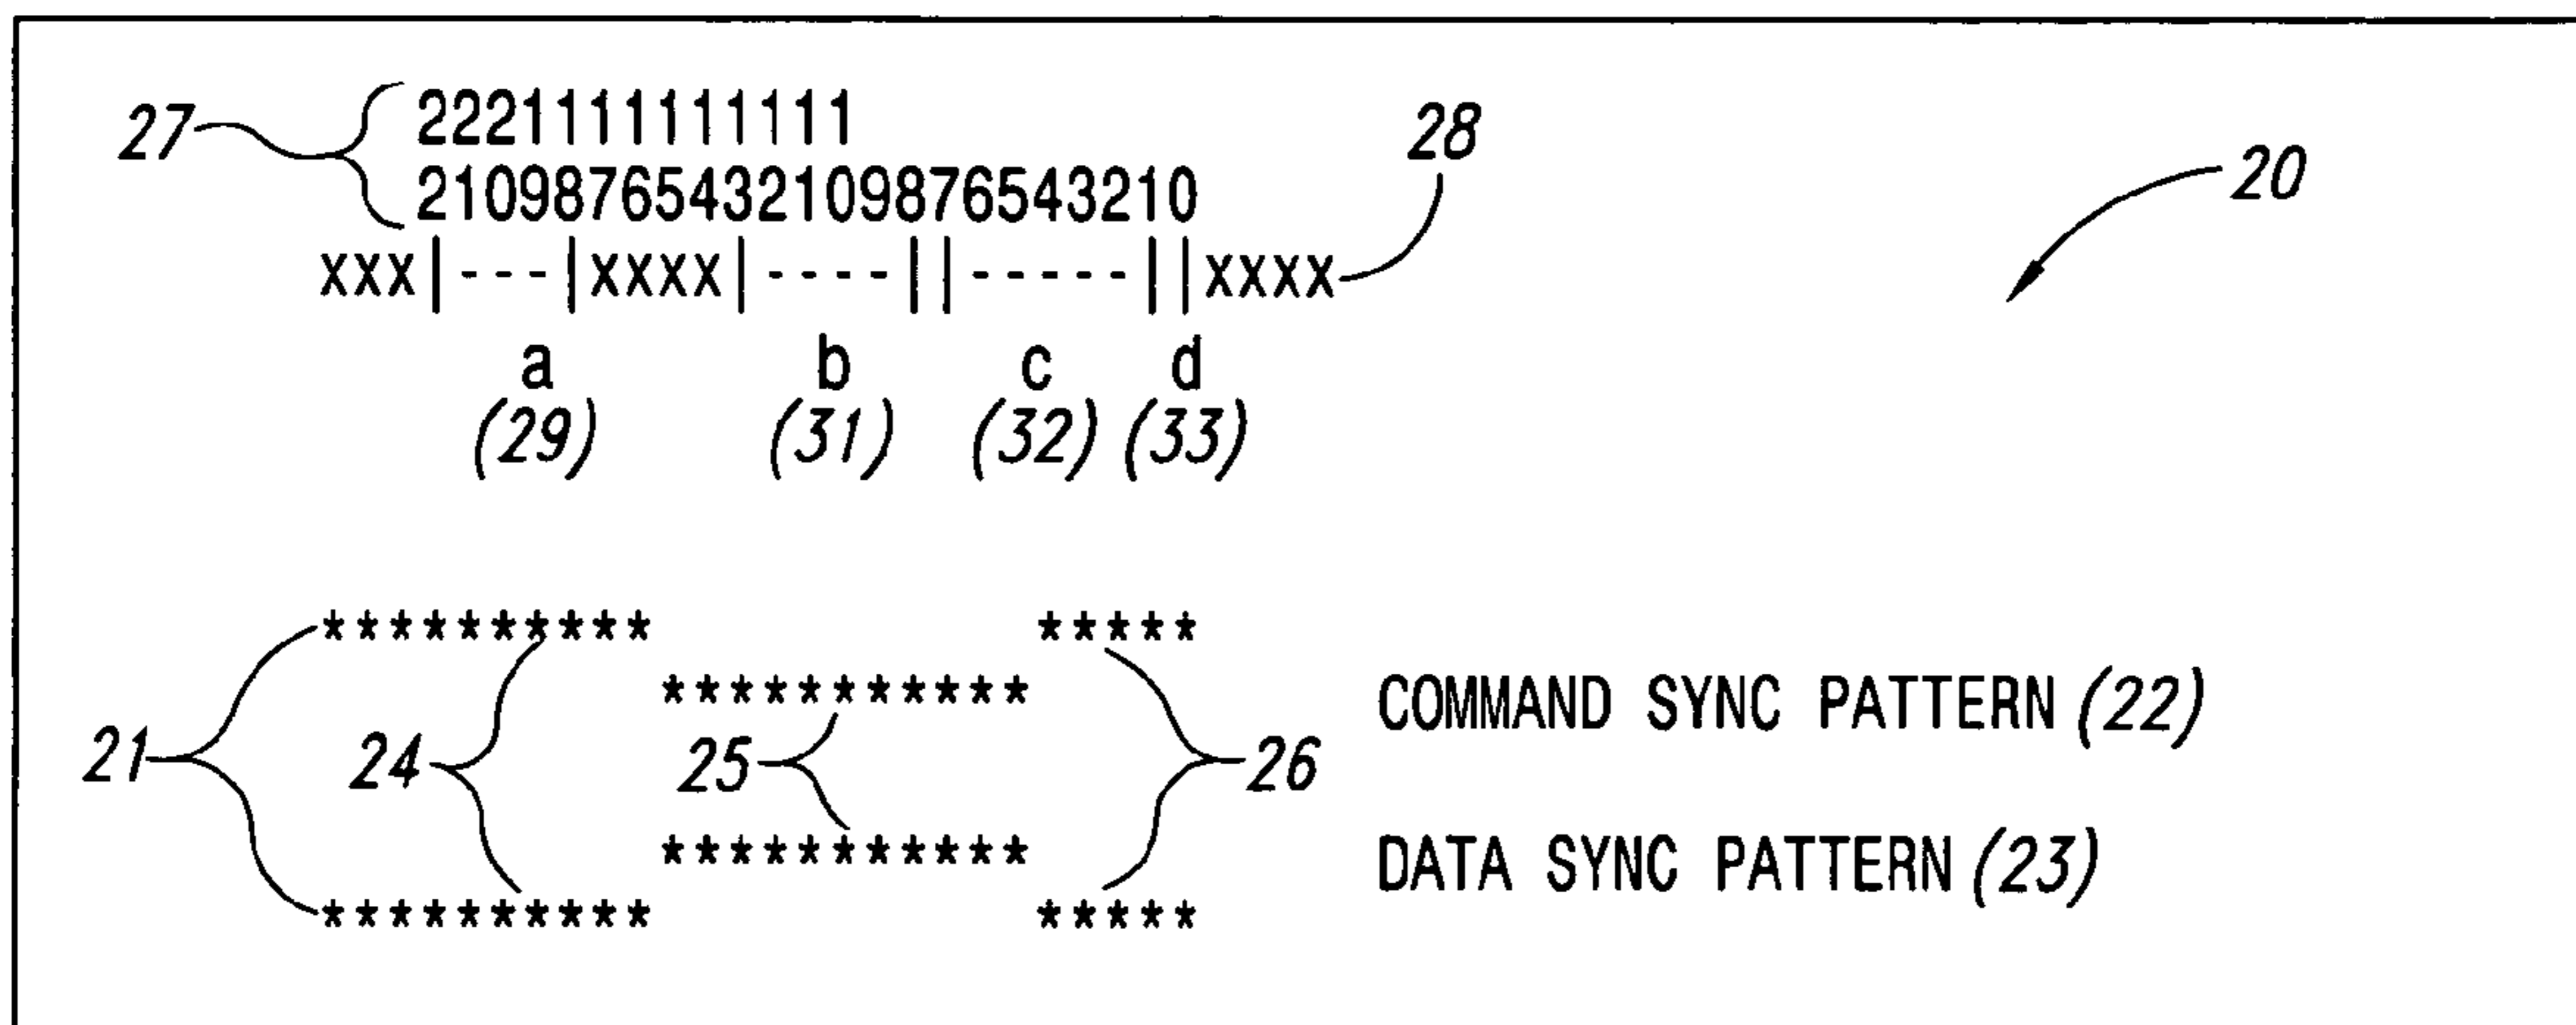 27 2221111111111 28
21098765432109876543210 20
xxx|---|xxxx|----||-----||xxxx
a b c d
(29) (31) (32) (33)
********** *****
*********** COMMAND SYNC PATTERN (22)
21 24 25 26
*********** DATA SYNC PATTERN (23)
********** *****